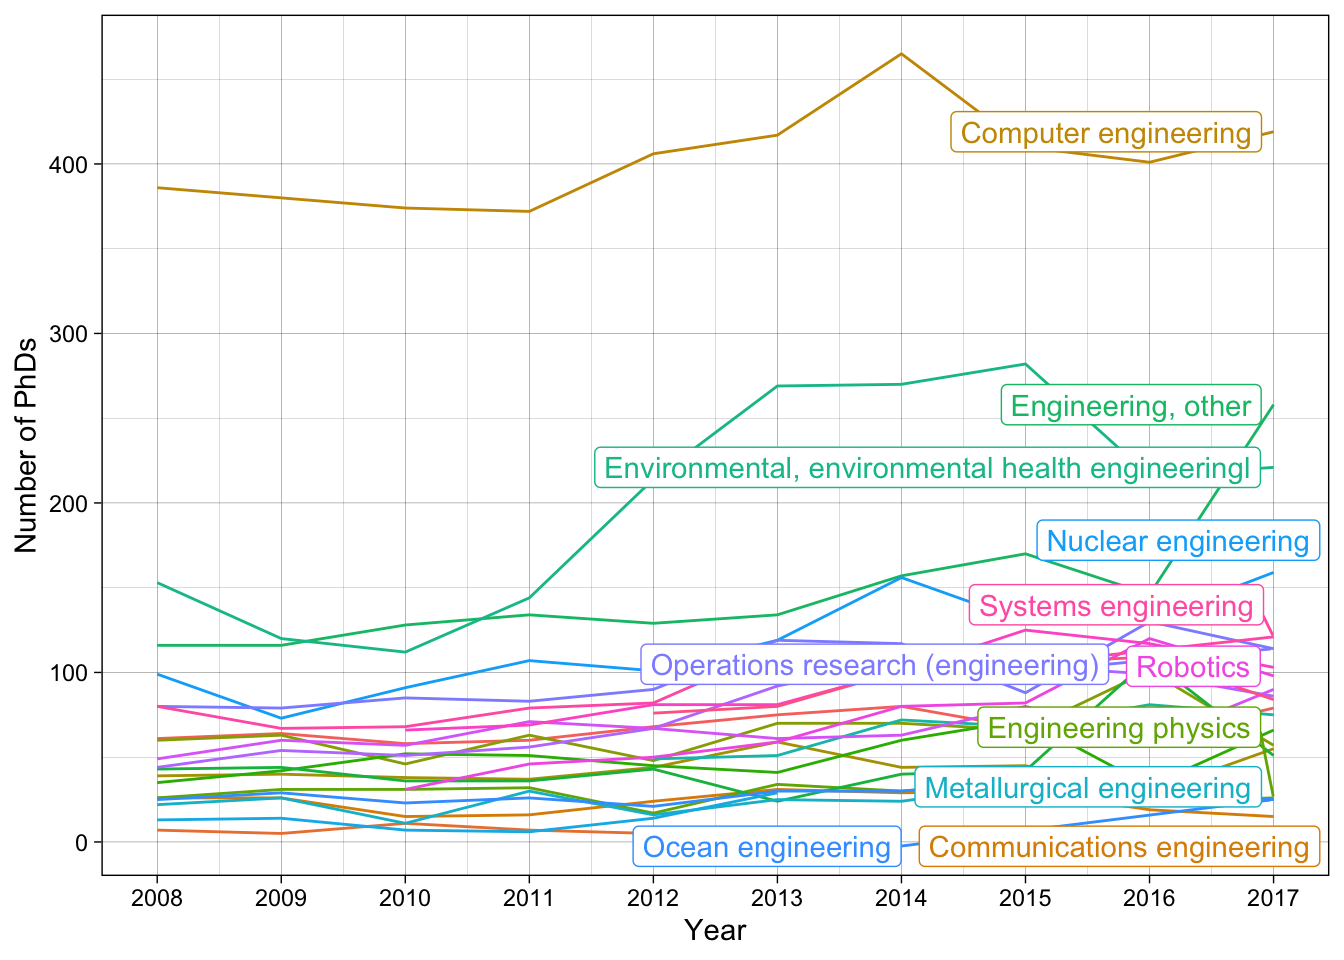 400
300
200
100
0
Number of PhDs
Computer engineering
Engineering, other
Environmental, environmental health engineeringl
Nuclear engineering
Systems engineering
Operations research (engineering)
Robotics
Engineering physics
Metallurgical engineering
Ocean engineering
Communications engineering
2008 2009 2010 2011 2012 2013 2014 2015 2016 2017
Year